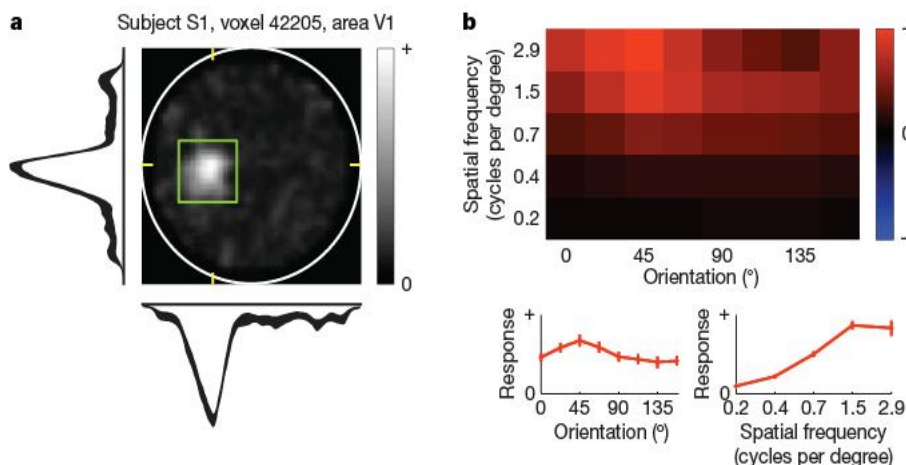 a
Subject S1, voxel 42205, area V1
+
0
b
Spatial frequency
(cycles per degree)
2.9
1.5
0.7
0.4
0.2
0 45 90 135
Orientation (°)
0
Response
+
0
0 45 90 135
Orientation (°)
Response
+
0
0.2 0.4 0.7 1.5 2.9
Spatial frequency
(cycles per degree)